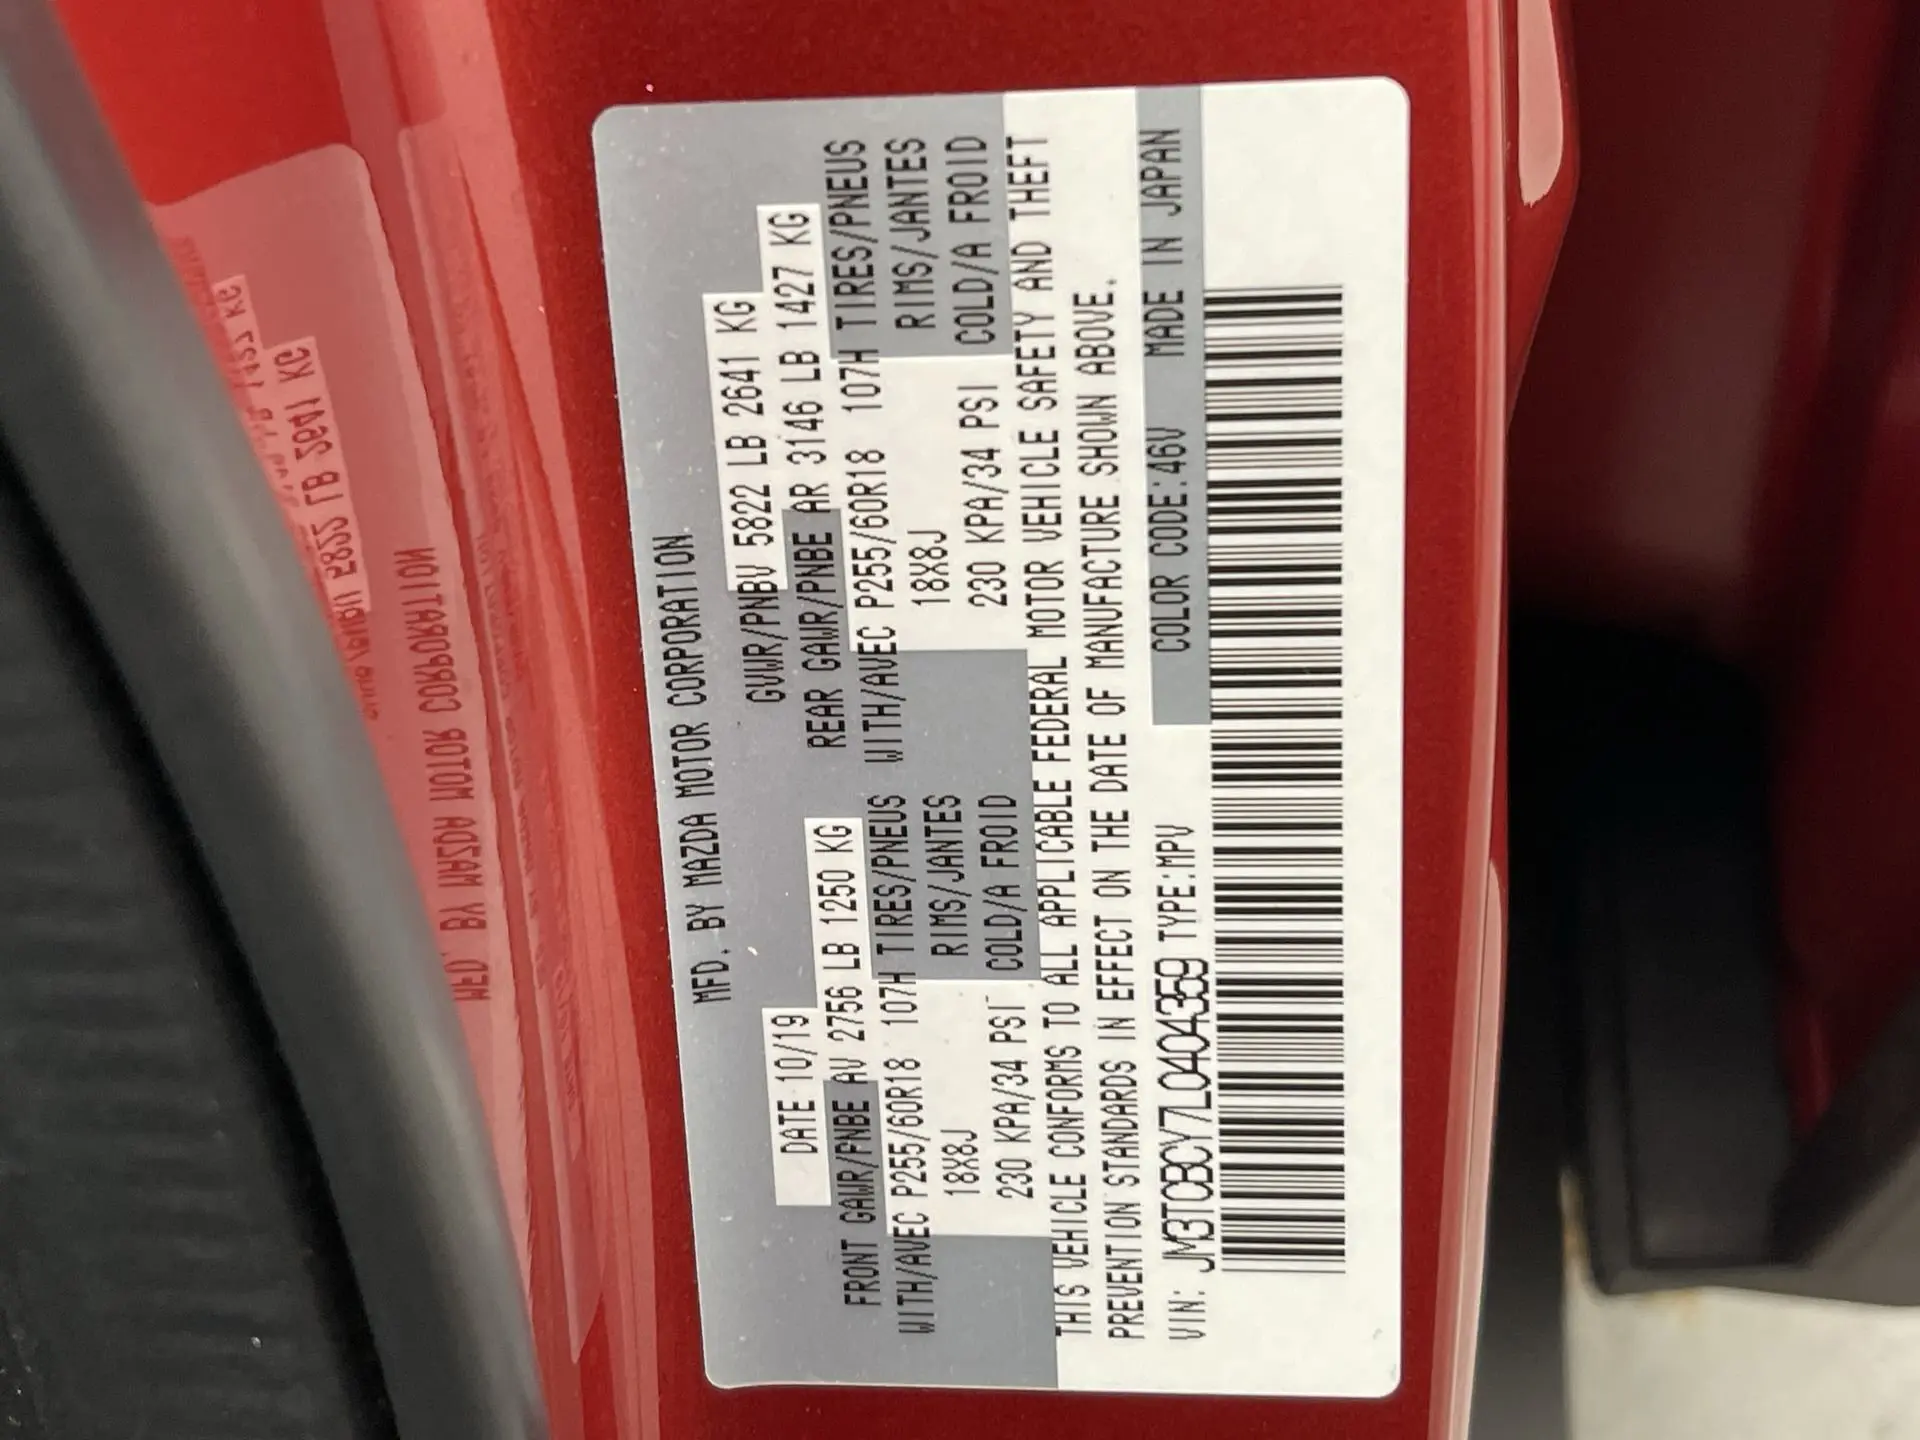 MFD. BY MAZDA MOTOR CORPORATION
DATE 10/19 GVWR/PNBV 5822 LB 2641 KG
FRONT GAWR/PNBE AV 2756 LB 1250 KG REAR GAWR/PNBE AR 3146 LB 1427 KG
WITH/AVEC P255/60R18 107H TIRES/PNEUS WITH/AVEC P255/60R18 107H TIRES/PNEUS
18X8J RIMS/JANTES 18X8J RIMS/JANTES
230 KPA/34 PSI COLD/A FROID 230 KPA/34 PSI COLD/A FROID
THIS VEHICLE CONFORMS TO ALL APPLICABLE FEDERAL MOTOR VEHICLE SAFETY AND THEFT
PREVENTION STANDARDS IN EFFECT ON THE DATE OF MANUFACTURE SHOWN ABOVE.
VIN: JM3TCBCY7L0404359 TYPE:MPV COLOR CODE:46V MADE IN JAPAN